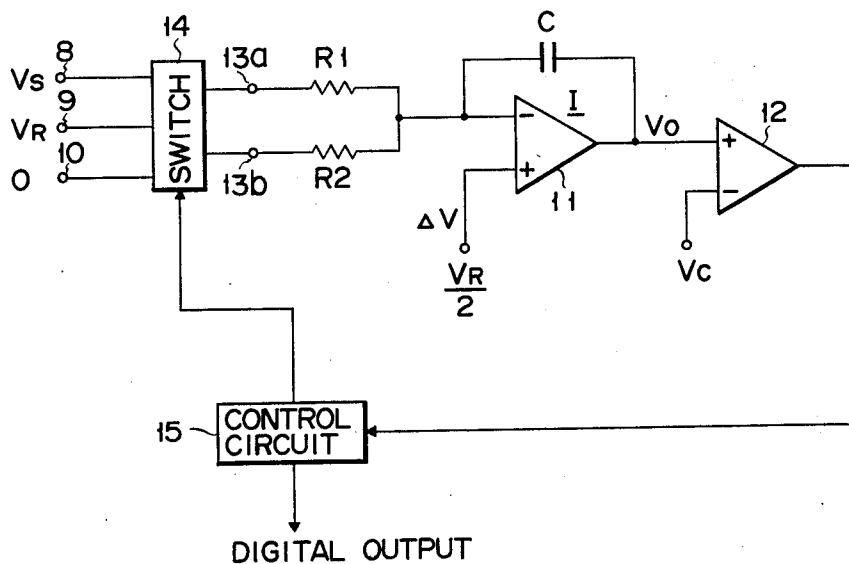 14
8
Vs
9
VR
10
0
SWITCH
13a
R1
13b
R2
C
I
-
+
11
ΔV
VR
2
Vo
12
+
-
Vc
15
CONTROL
CIRCUIT
DIGITAL OUTPUT